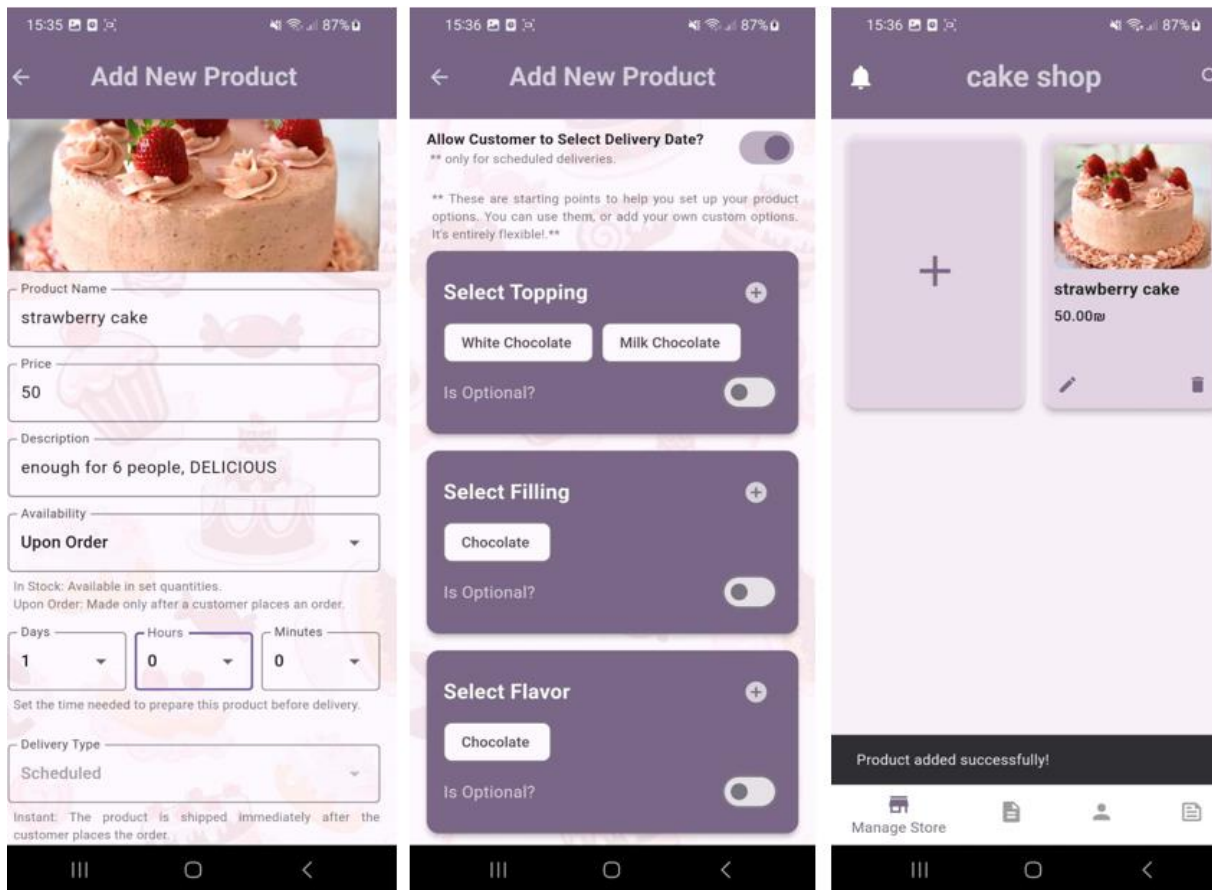 15:35
87%
Add New Product
Product Name
strawberry cake
Price
50
Description
enough for 6 people, DELICIOUS
Availability
Upon Order
In Stock: Available in set quantities.
Upon Order: Made only after a customer places an order.
Days
1
Hours
0
Minutes
0
Set the time needed to prepare this product before delivery.
Delivery Type
Scheduled
Instant: The product is shipped immediately after the
customer places the order.
15:36
87%
Add New Product
Allow Customer to Select Delivery Date?
** only for scheduled deliveries.
** These are starting points to help you set up your product
options. You can use them, or add your own custom options.
It's entirely flexible!.**
Select Topping
White Chocolate
Milk Chocolate
Is Optional?
Select Filling
Chocolate
Is Optional?
Select Flavor
Chocolate
Is Optional?
15:36
87%
cake shop
strawberry cake
50.00₪
Product added successfully!
Manage Store